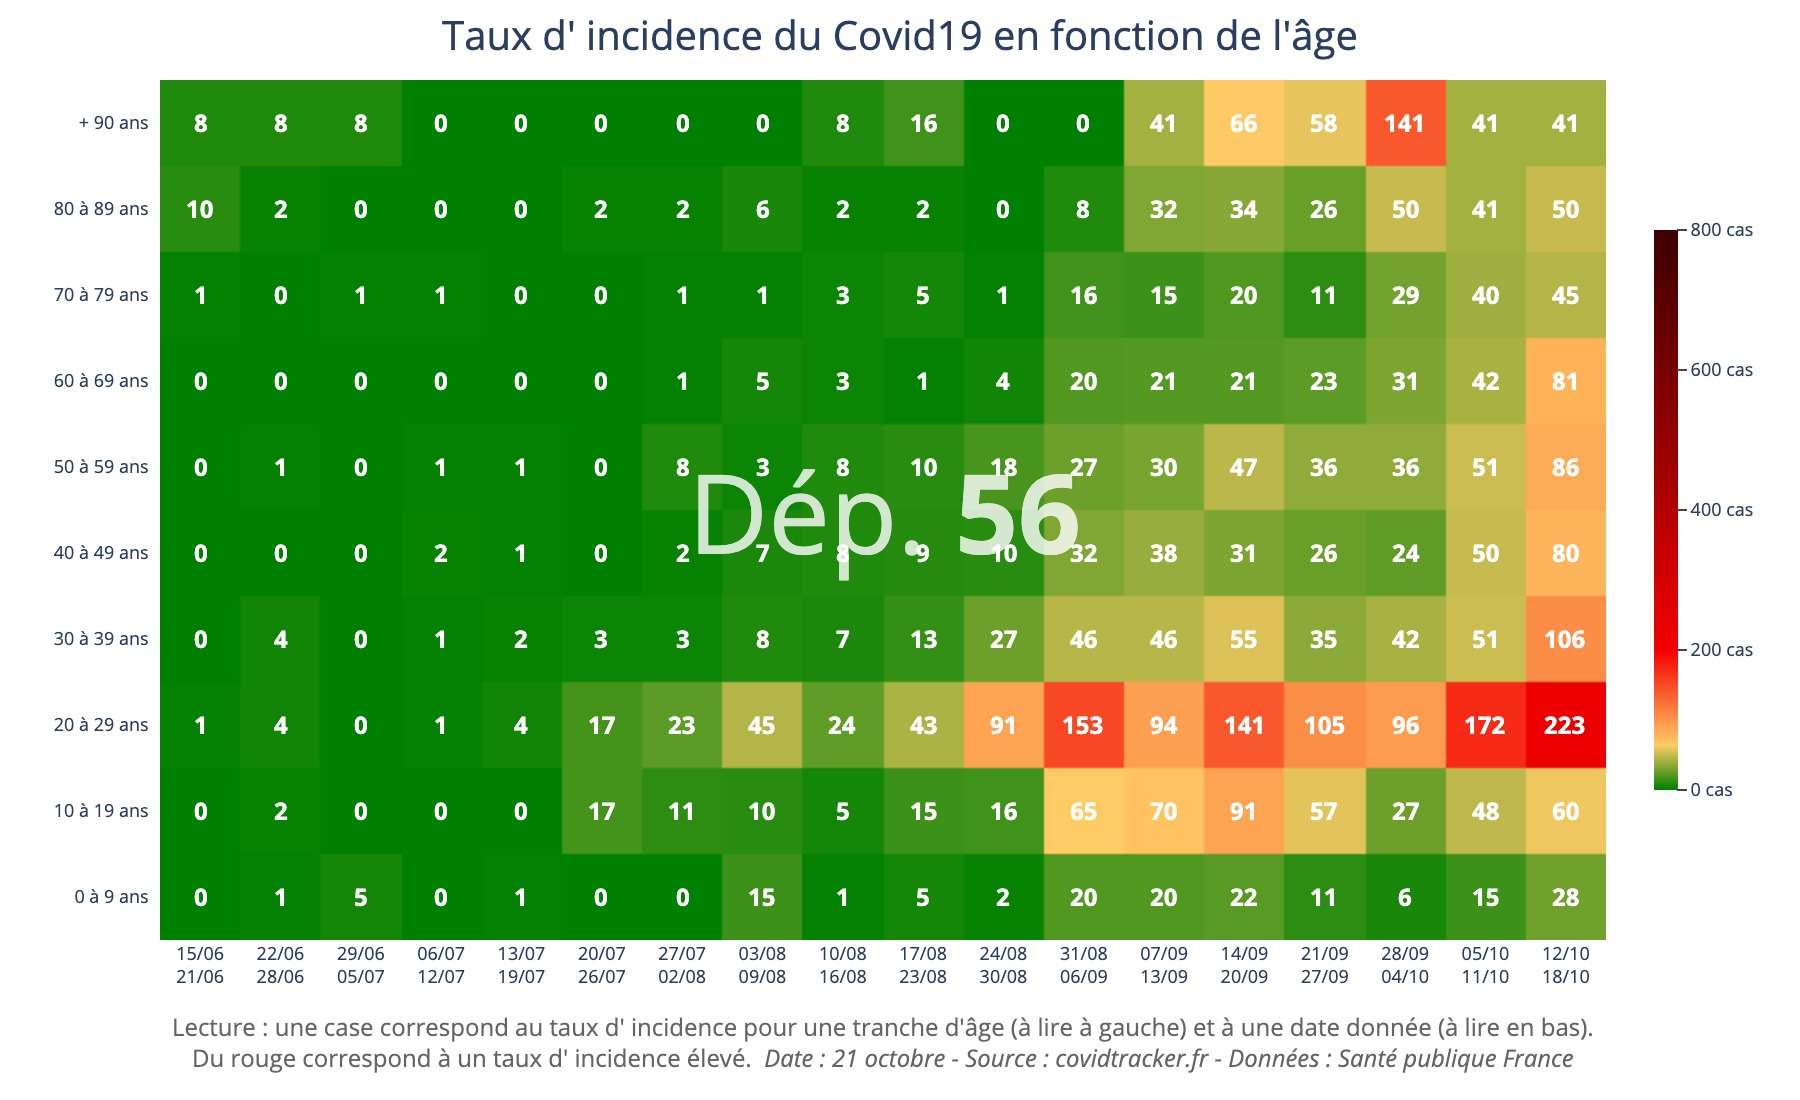 Taux d' incidence du Covid19 en fonction de l'âge
+ 90 ans 8 8 8 0 0 0 0 0 8 16 0 0 41 66 58 141 41 41
80 à 89 ans 10 2 0 0 0 2 2 6 2 2 0 8 32 34 26 50 41 50
70 à 79 ans 1 0 1 1 0 0 1 1 3 5 1 16 15 20 11 29 40 45
60 à 69 ans 0 0 0 0 0 0 1 5 3 1 4 20 21 21 23 31 42 81
50 à 59 ans 0 1 0 1 1 0 8 3 8 10 18 27 30 47 36 36 51 86
Dép. 56
40 à 49 ans 0 0 0 2 1 0 2 7 8 9 10 32 38 31 26 24 50 80
30 à 39 ans 0 4 0 1 2 3 3 8 7 13 27 46 46 55 35 42 51 106
20 à 29 ans 1 4 0 1 4 17 23 45 24 43 91 153 94 141 105 96 172 223
10 à 19 ans 0 2 0 0 0 17 11 10 5 15 16 65 70 91 57 27 48 60
0 à 9 ans 0 1 5 0 1 0 0 15 1 5 2 20 20 22 11 6 15 28
15/06 22/06 29/06 06/07 13/07 20/07 27/07 03/08 10/08 17/08 24/08 31/08 07/09 14/09 21/09 28/09 05/10 12/10
21/06 28/06 05/07 12/07 19/07 26/07 02/08 09/08 16/08 23/08 30/08 06/09 13/09 20/09 27/09 04/10 11/10 18/10
800 cas
600 cas
400 cas
200 cas
0 cas
Lecture : une case correspond au taux d' incidence pour une tranche d'âge (à lire à gauche) et à une date donnée (à lire en bas).
Du rouge correspond à un taux d' incidence élevé. Date : 21 octobre - Source : covidtracker.fr - Données : Santé publique France